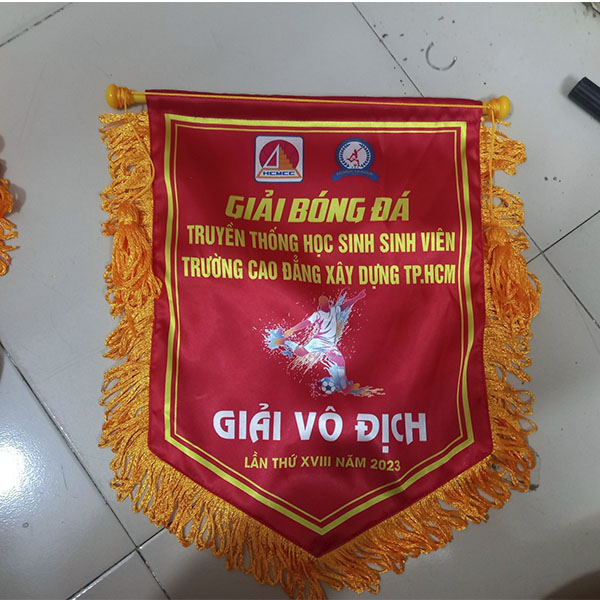 HCMCC
GIẢI BÓNG ĐÁ
TRUYỀN THỐNG HỌC SINH SINH VIÊN
TRƯỜNG CAO ĐẲNG XÂY DỰNG TP.HCM
GIẢI VÔ ĐỊCH
LẦN THỨ XVIII NĂM 2023